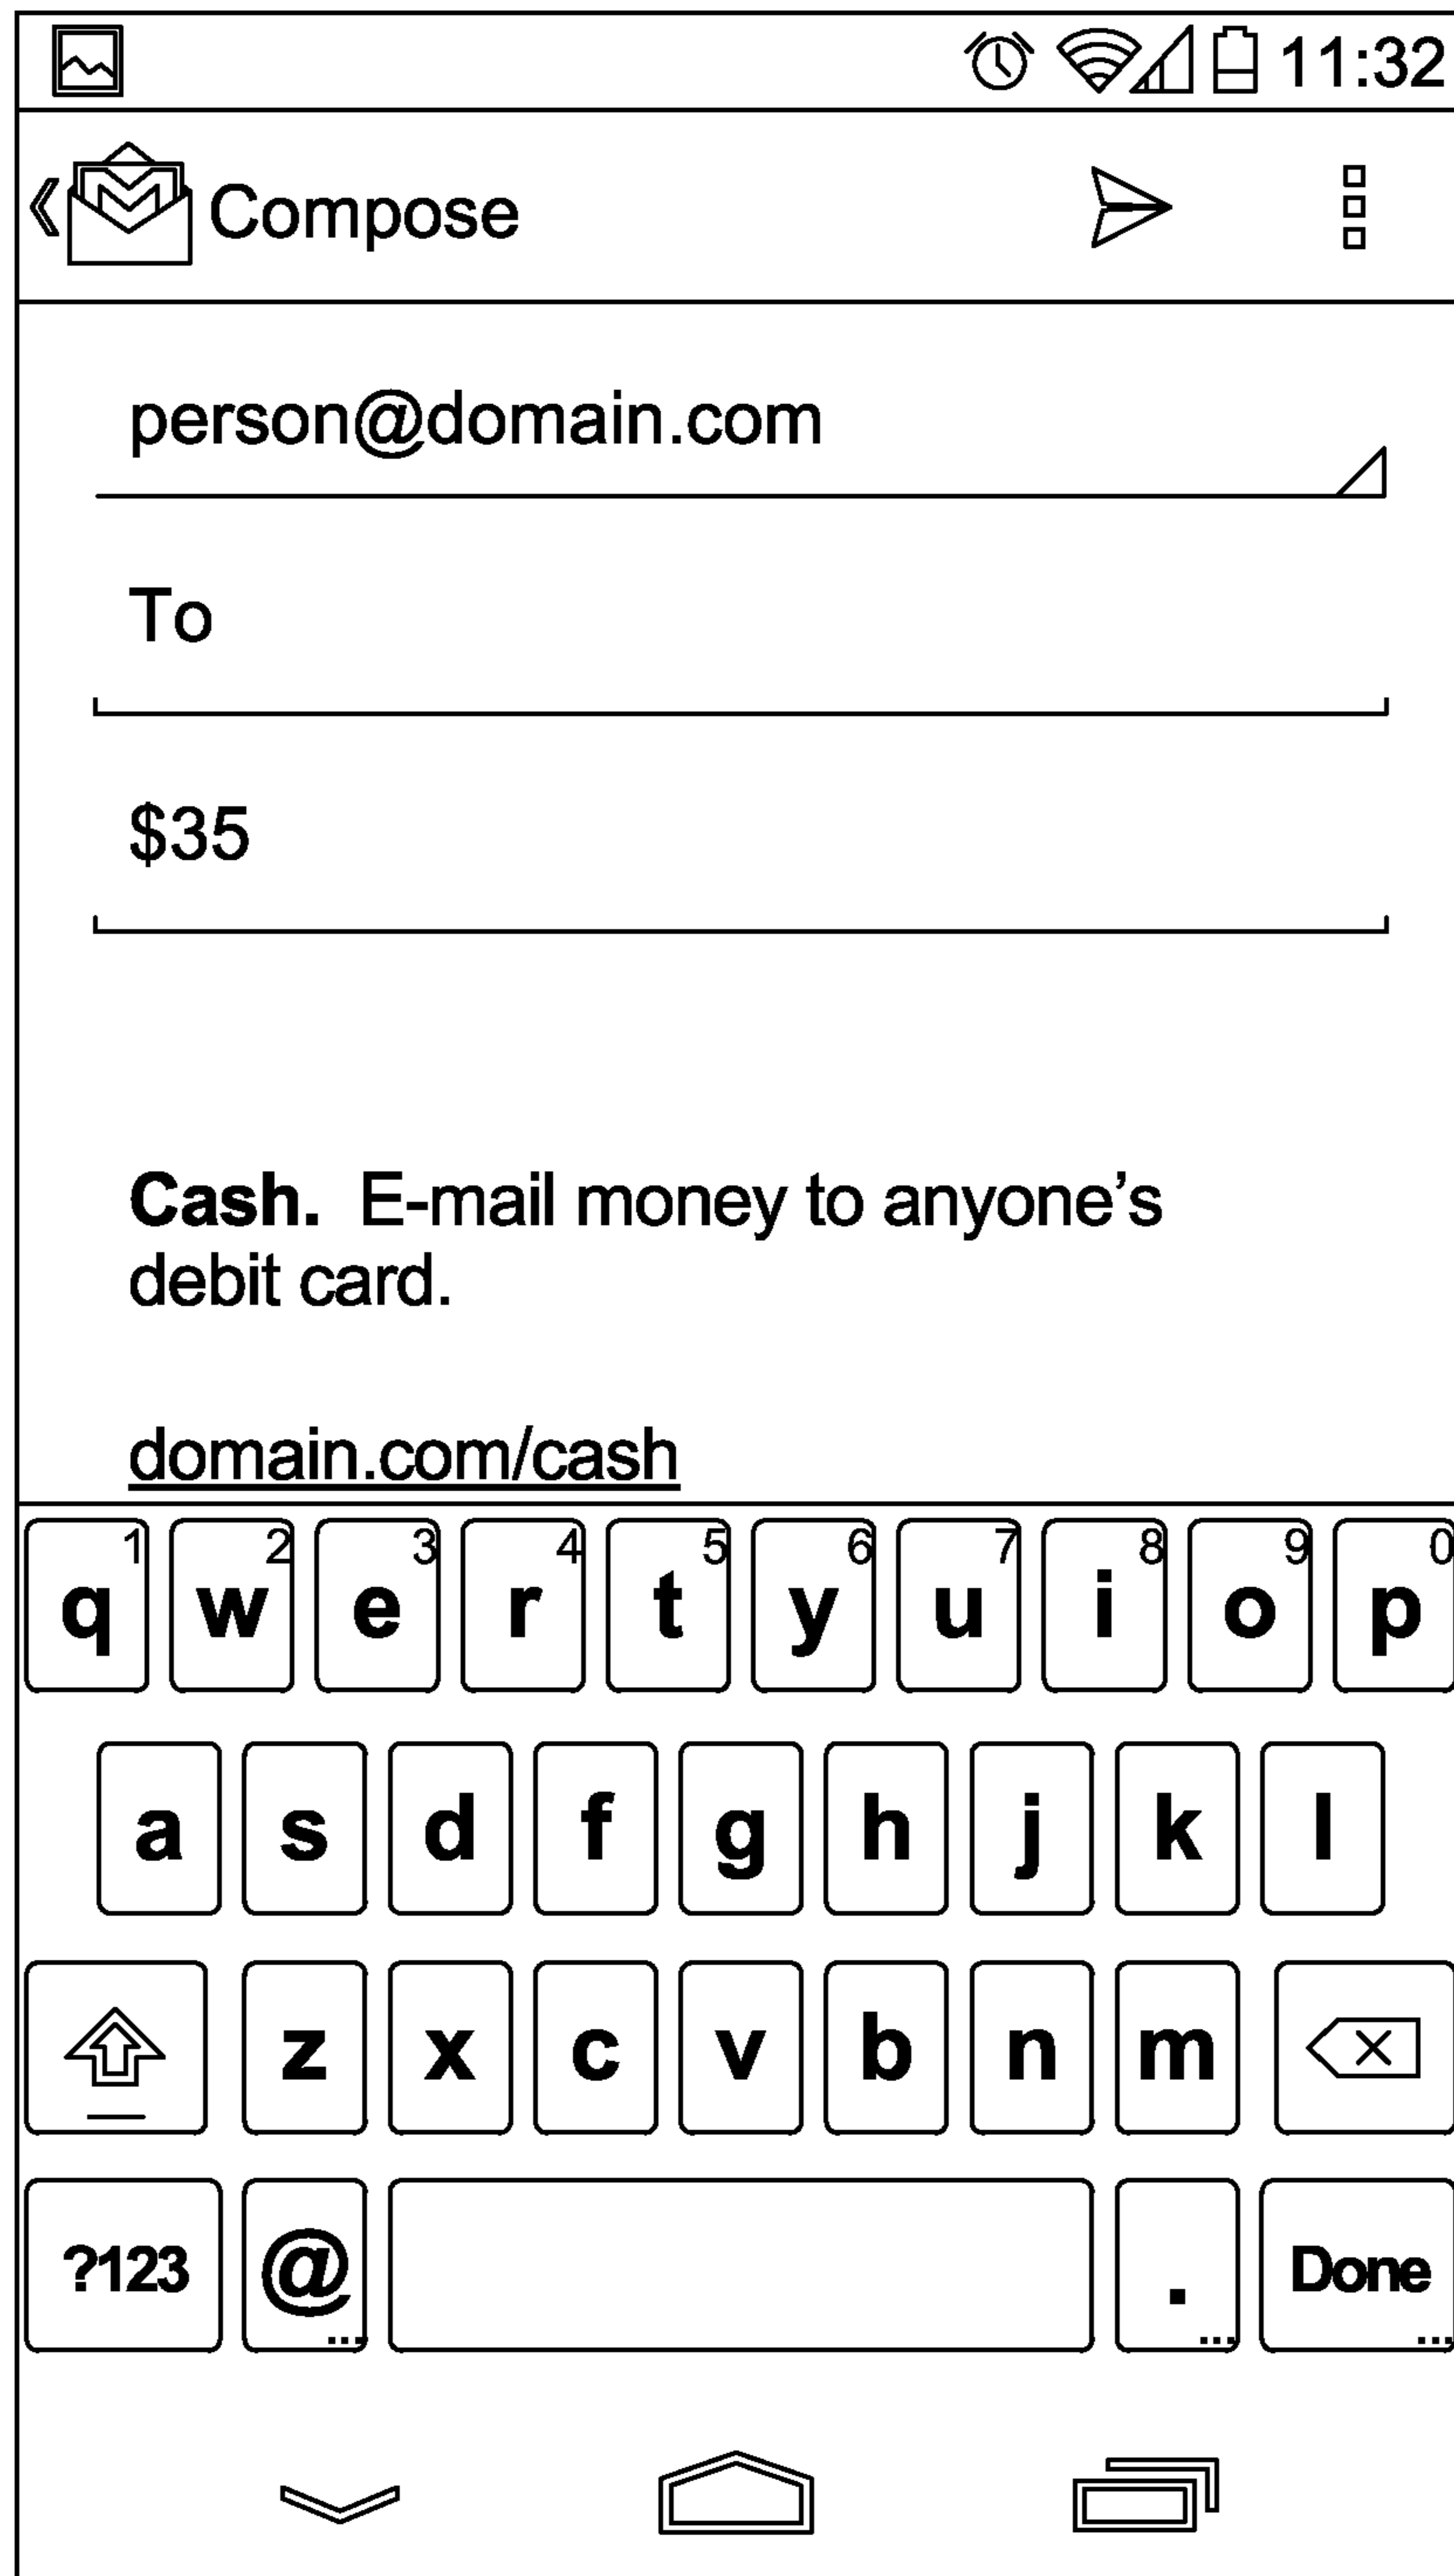 11:32
Compose
person@domain.com
To
$35
Cash. E-mail money to anyone’s
debit card.
domain.com/cash
1 2 3 4 5 6 7 8 9 0
q w e r t y u i o p
a s d f g h j k l
z x c v b n m
?123 @ . Done
... ... ...